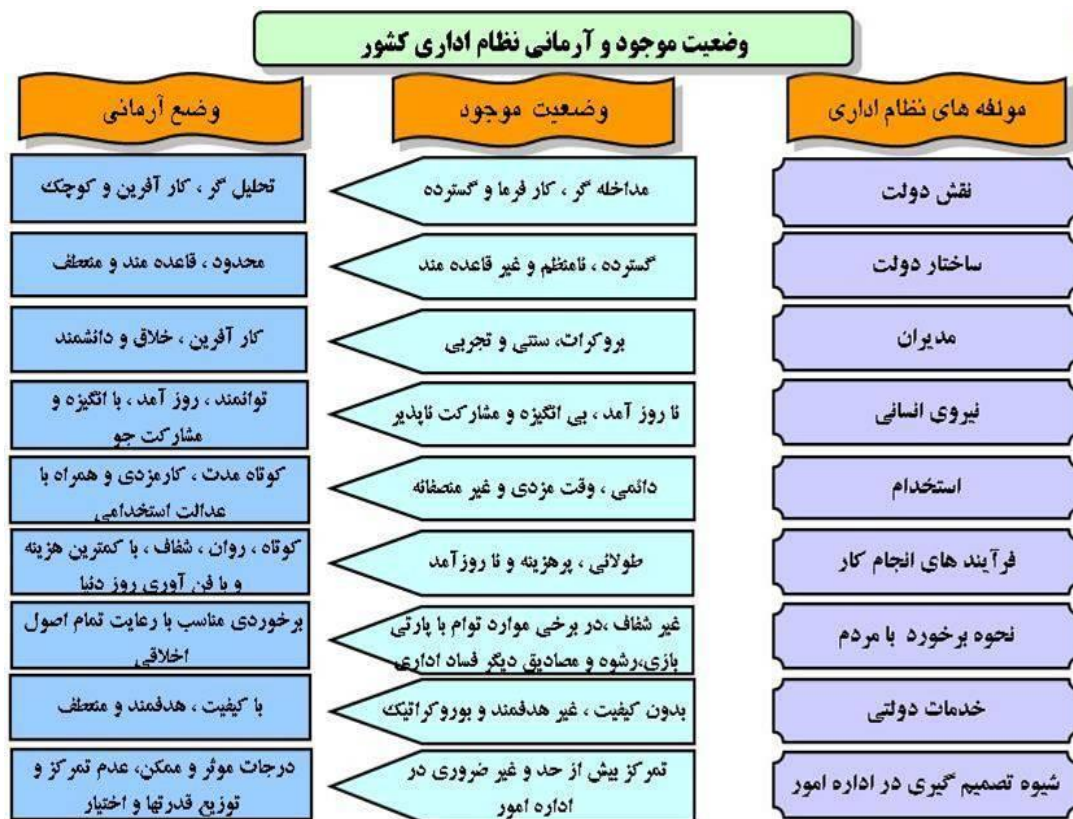 وضعیت موجود و آرمانی نظام اداری کشور
مولفه های نظام اداری
وضعیت موجود
وضع آرمانی
نقش دولت
مداخله گر ، کار فرما و گسترده
تحلیل گر ، کار آفرین و کوچک
ساختار دولت
گسترده ، نامنظم و غیر قاعده مند
محدود ، قاعده مند و منعطف
مدیران
بروکرات، سنتی و تجربی
کار آفرین ، خلاق و دانشمند
نیروی انسانی
نا روز آمد ، بی انگیزه و مشارکت ناپذیر
توانمند ، روز آمد ، با انگیزه و
مشارکت جو
استخدام
دائمی ، وقت مزدی و غیر منصفانه
کوتاه مدت ، کارمزدی و همراه با
عدالت استخدامی
فرآیند های انجام کار
طولانی ، پرهزینه و نا روزآمد
کوتاه ، روان ، شفاف ، با کمترین هزینه
و با فن آوری روز دنیا
نحوه برخورد با مردم
غیر شفاف ،در برخی موارد توام با پارتی
بازی،رشوه و مصادیق دیگر فساد اداری
برخوردی مناسب با رعایت تمام اصول
اخلاقی
خدمات دولتی
بدون کیفیت ، غیر هدفمند و بوروکراتیک
با کیفیت ، هدفمند و منعطف
شیوه تصمیم گیری در اداره امور
تمرکز بیش از حد و غیر ضروری در
اداره امور
درجات موثر و ممکن، عدم تمرکز و
توزیع قدرتها و اختیار